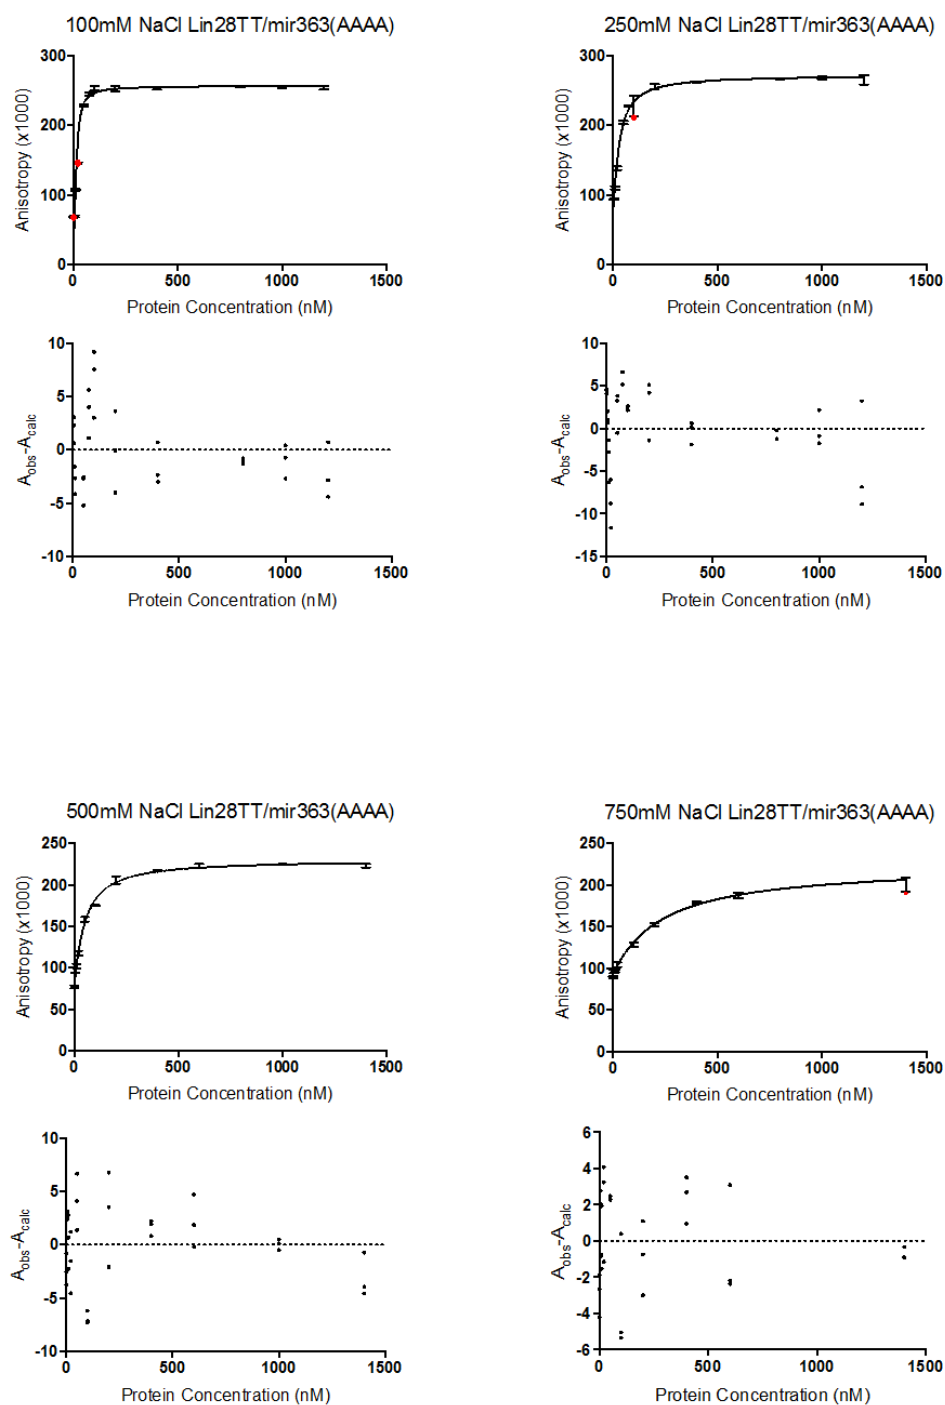 100mM NaCl Lin28TT/mir363(AAAA)
300
200
100
0
Anisotropy (x1000)
0 500 1000 1500
Protein Concentration (nM)
10
5
0
-5
-10
Aobs-Acalc
0 500 1000 1500
Protein Concentration (nM)
250mM NaCl Lin28TT/mir363(AAAA)
300
200
100
0
Anisotropy (x1000)
0 500 1000 1500
Protein Concentration (nM)
10
5
0
-5
-10
-15
Aobs-Acalc
0 500 1000 1500
Protein Concentration (nM)
500mM NaCl Lin28TT/mir363(AAAA)
250
200
150
100
50
0
Anisotropy (x1000)
0 500 1000 1500
Protein Concentration (nM)
10
5
0
-5
-10
Aobs-Acalc
0 500 1000 1500
Protein Concentration (nM)
750mM NaCl Lin28TT/mir363(AAAA)
250
200
150
100
50
0
Anisotropy (x1000)
0 500 1000 1500
Protein Concentration (nM)
6
4
2
0
-2
-4
-6
Aobs-Acalc
0 500 1000 1500
Protein Concentration (nM)